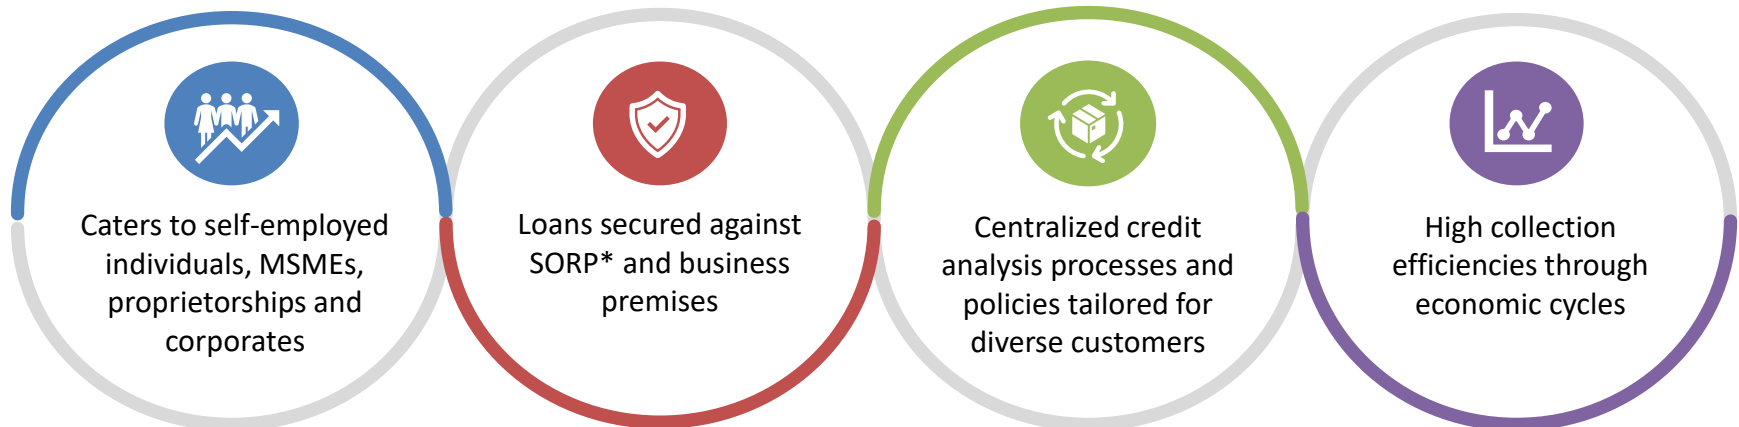 Caters to self-employed
individuals, MSMEs,
proprietorships and
corporates
Loans secured against
SORP* and business
premises
Centralized credit
analysis processes and
policies tailored for
diverse customers
High collection
efficiencies through
economic cycles